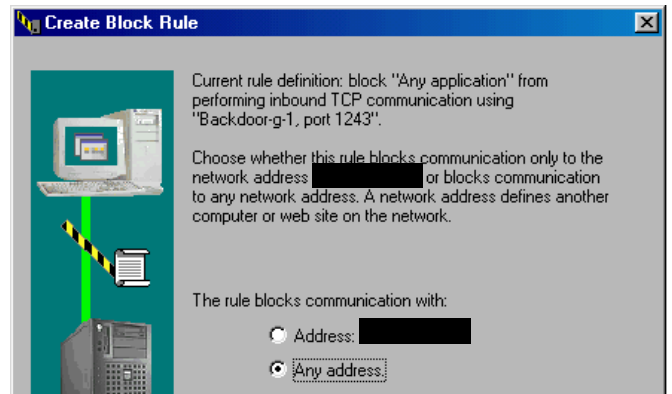 Create Block Rule
Current rule definition: block "Any application" from
performing inbound TCP communication using
"Backdoor-g-1, port 1243".
Choose whether this rule blocks communication only to the
network address or blocks communication
to any network address. A network address defines another
computer or web site on the network.
The rule blocks communication with:
Address:
Any address.